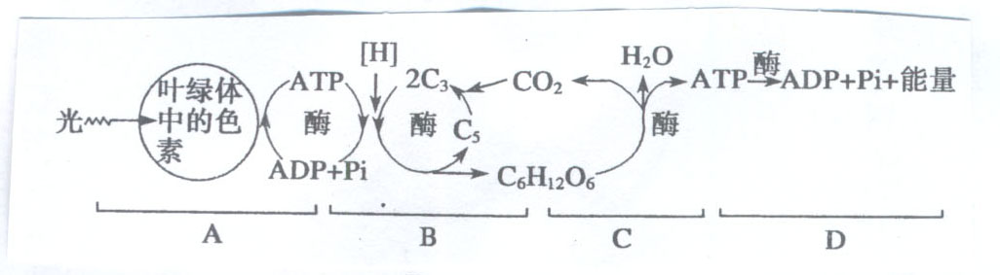 [H]
H₂O
叶绿体
ATP
2C₃
CO₂
ATP
酶
ADP+Pi+能量
光
中的色
酶
酶
C₅
酶
素
ADP+Pi
C₆H₁₂O₆
A
B
C
D